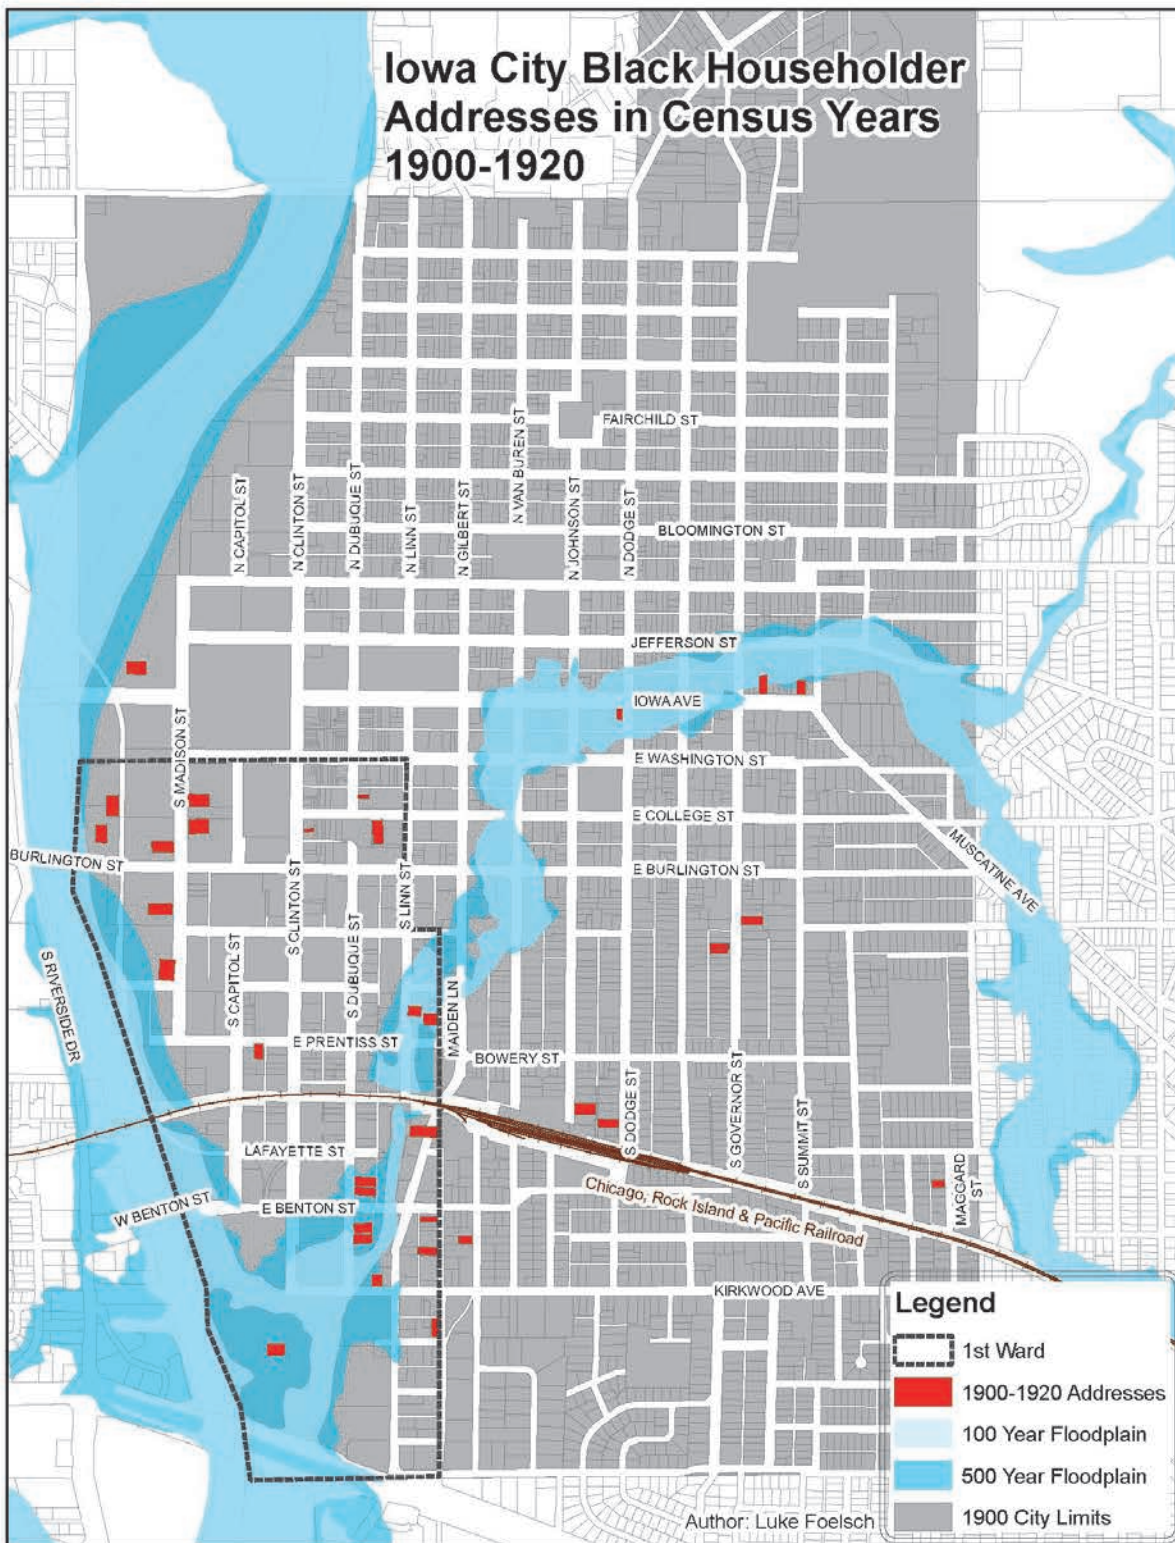 Iowa City Black Householder
Addresses in Census Years
1900-1920
FAIRCHILD ST
N VAN BUREN ST
N CAPITOL ST
N CLINTON ST
N DUBUQUE ST
N LINN ST
N GILBERT ST
N JOHNSON ST
N DODGE ST
BLOOMINGTON ST
JEFFERSON ST
IOWA AVE
S MADISON ST
E WASHINGTON ST
E COLLEGE ST
MUSCATINE AVE
BURLINGTON ST
E BURLINGTON ST
S CLINTON ST
S LINN ST
S DUBUQUE ST
S CAPITOL ST
S RIVERSIDE DR
MAIDEN LN
E PRENTISS ST
BOWERY ST
S DODGE ST
S GOVERNOR ST
S SUMMIT ST
LAFAYETTE ST
MAGGARD
ST
W BENTON ST
E BENTON ST
Chicago, Rock Island & Pacific Railroad
KIRKWOOD AVE
Legend
1st Ward
1900-1920 Addresses
100 Year Floodplain
500 Year Floodplain
1900 City Limits
Author: Luke Foelsch